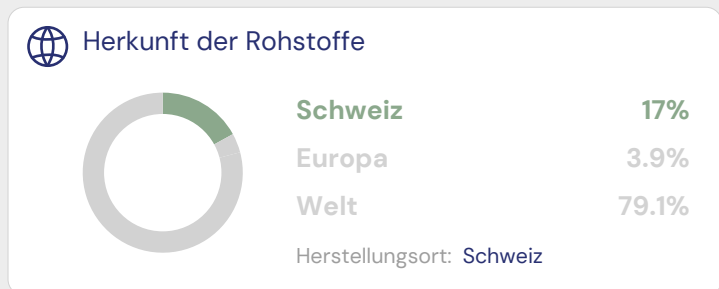 Herkunft der Rohstoffe
Schweiz 17%
Europa 3.9%
Welt 79.1%
Herstellungsort: Schweiz